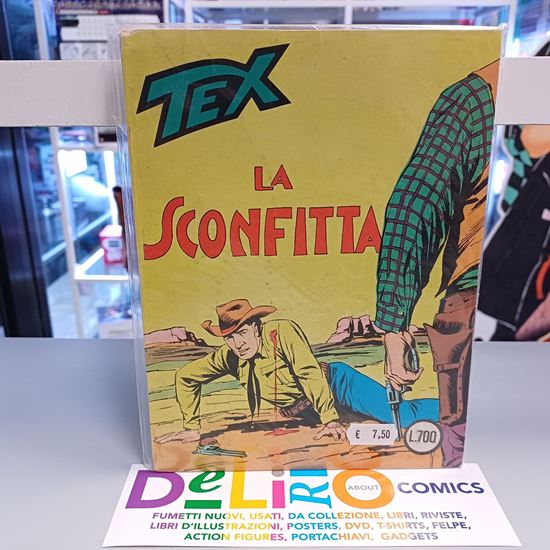 TEX
LA
SCONFITTA
€ 7,50
L.700
DeLiRiO ABOUT COMICS
FUMETTI NUOVI, USATI, DA COLLEZIONE, LIBRI, RIVISTE,
LIBRI D'ILLUSTRAZIONI, POSTERS, DVD, T-SHIRTS, FELPE,
ACTION FIGURES, PORTACHIAVI, GADGETS